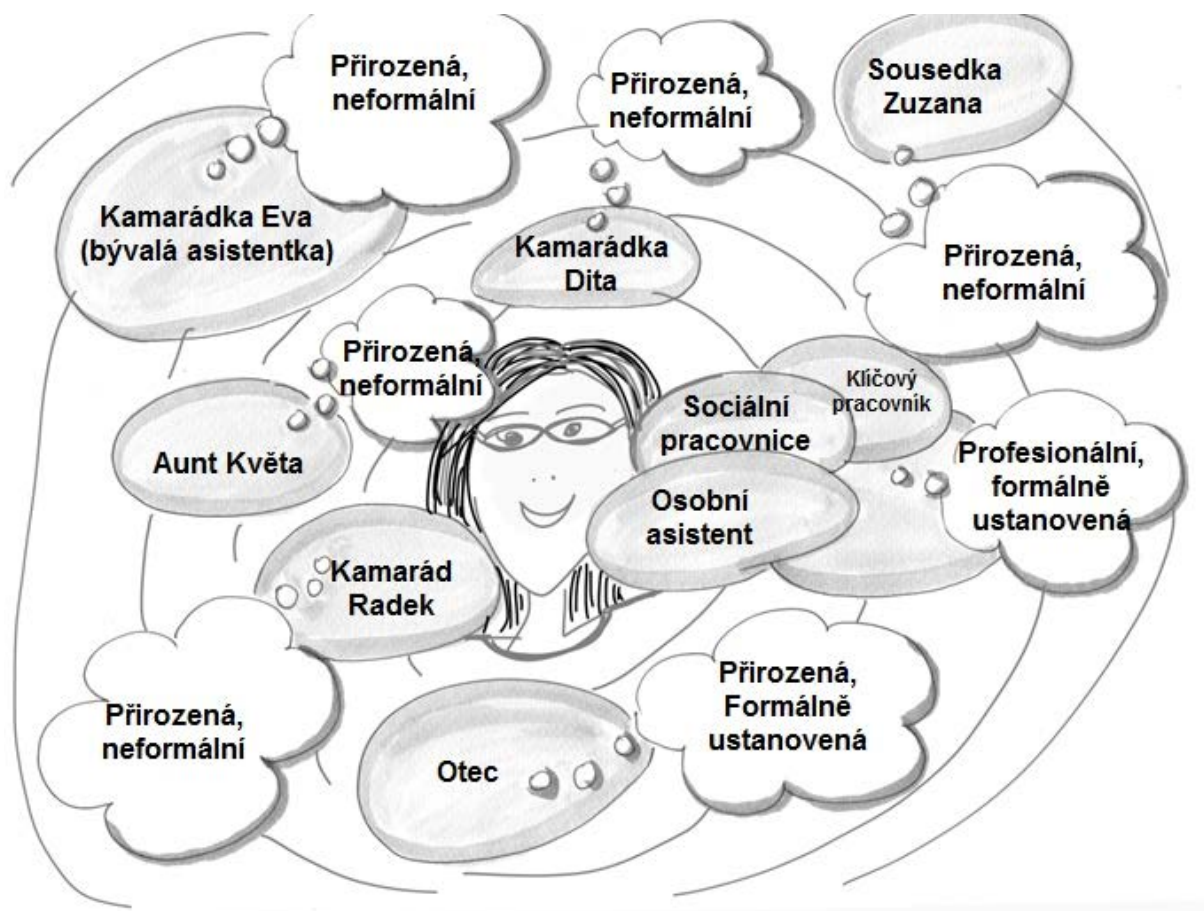 Přirozená,
neformální
Přirozená,
neformální
Sousedka
Zuzana
Kamarádka Eva
(bývalá asistentka)
Kamarádka
Dita
Přirozená,
neformální
Přirozená,
neformální
Klíčový
pracovník
Sociální
pracovnice
Aunt Květa
Profesionální,
formálně
ustanovená
Osobní
asistent
Kamarád
Radek
Přirozená,
neformální
Přirozená,
Formálně
ustanovená
Otec